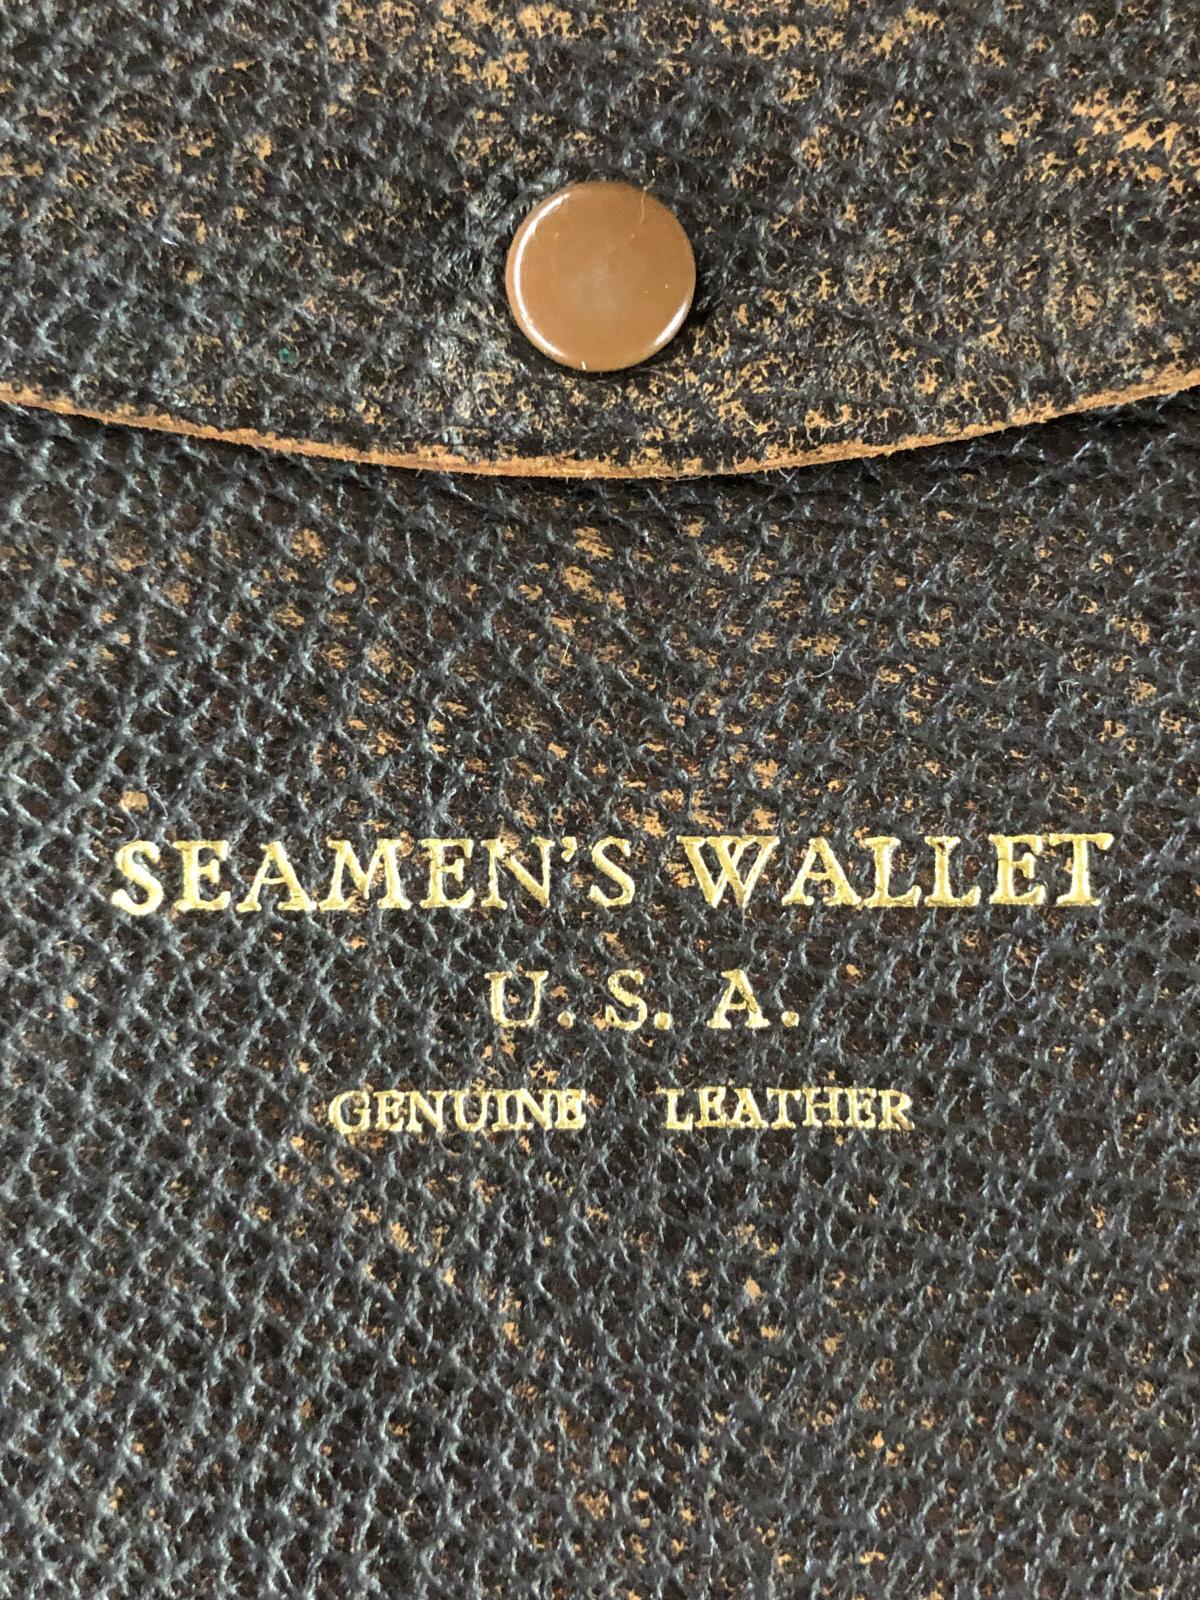 SEAMEN'S WALLET
U. S. A.
GENUINE LEATHER